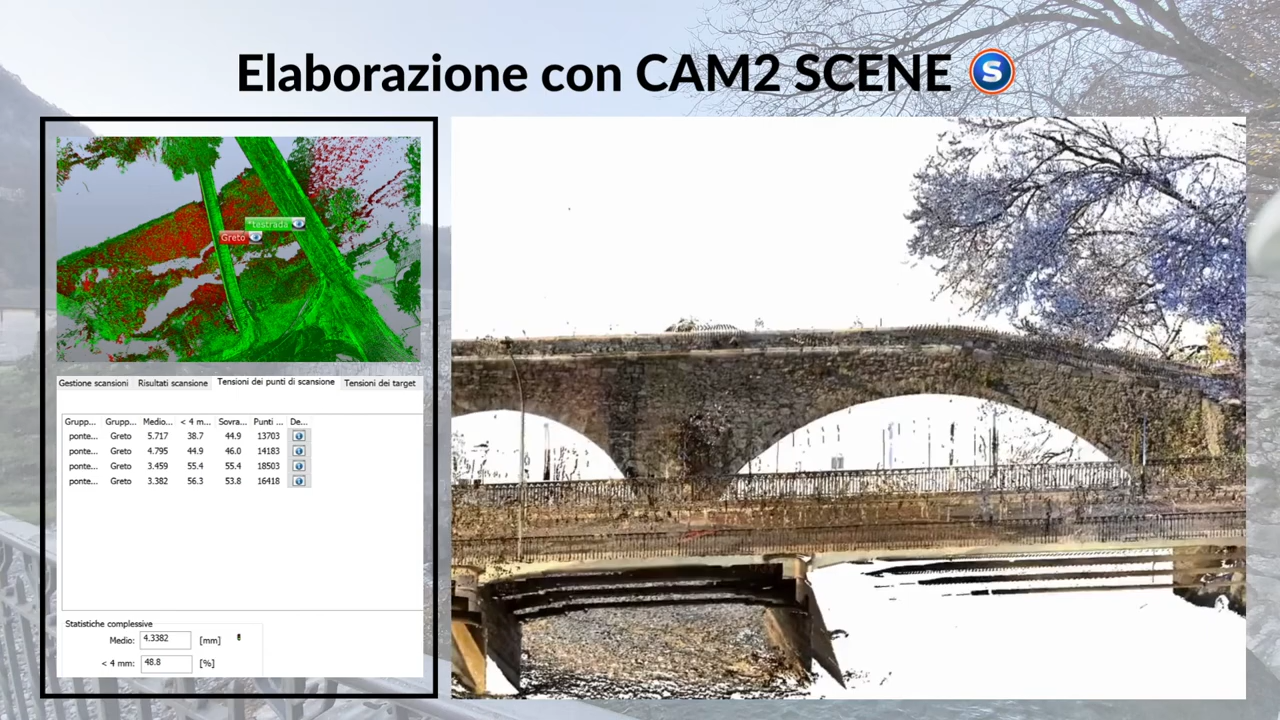 Elaborazione con CAM2 SCENE S
*testrada
Greto
Gestione scansioni Risultati scansione Tensioni dei punti di scansione Tensioni dei target
Grupp... Grupp... Medio... < 4 m... Sovra... Punti ... De...
ponte... Greto 5.717 38.7 44.9 13703
ponte... Greto 4.795 44.9 46.0 14183
ponte... Greto 3.459 55.4 55.4 18503
ponte... Greto 3.382 56.3 53.8 16418
Statistiche complessive
Medio: 4.3382 [mm]
< 4 mm: 48.8 [%]